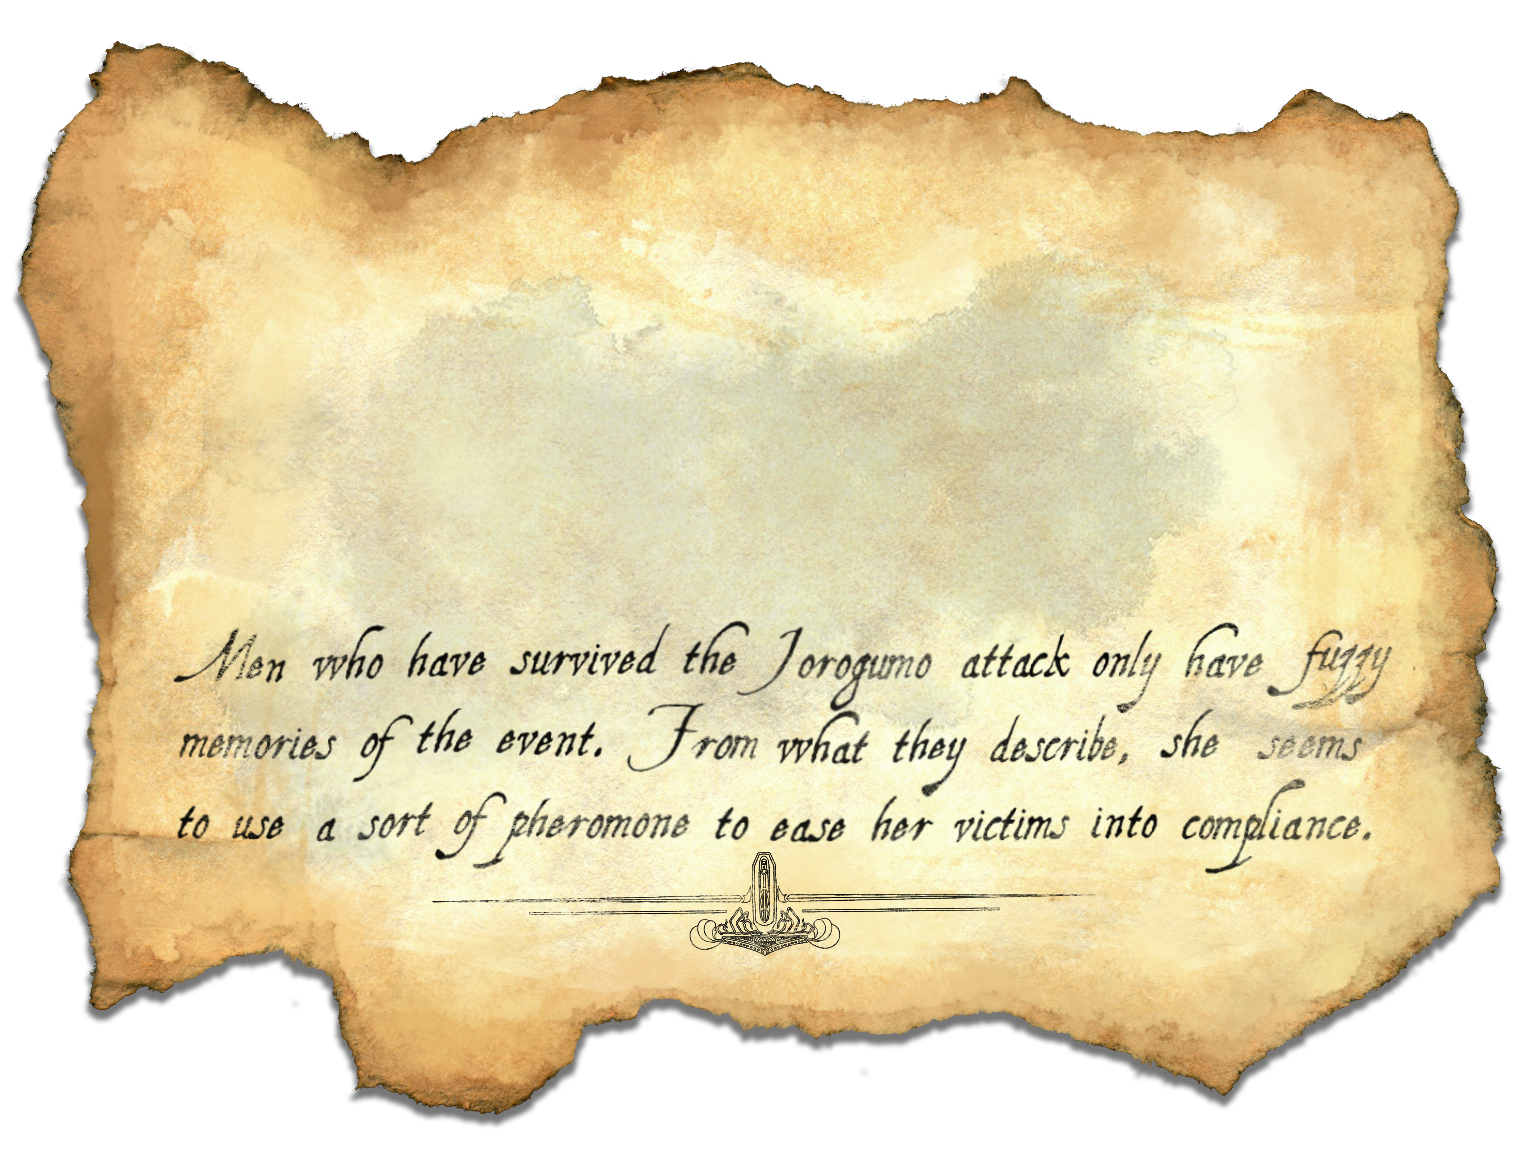 Men who have survived the Jorogumo attack only have fuzzy
memories of the event. From what they describe, she seems
to use a sort of pheromone to ease her victims into compliance.